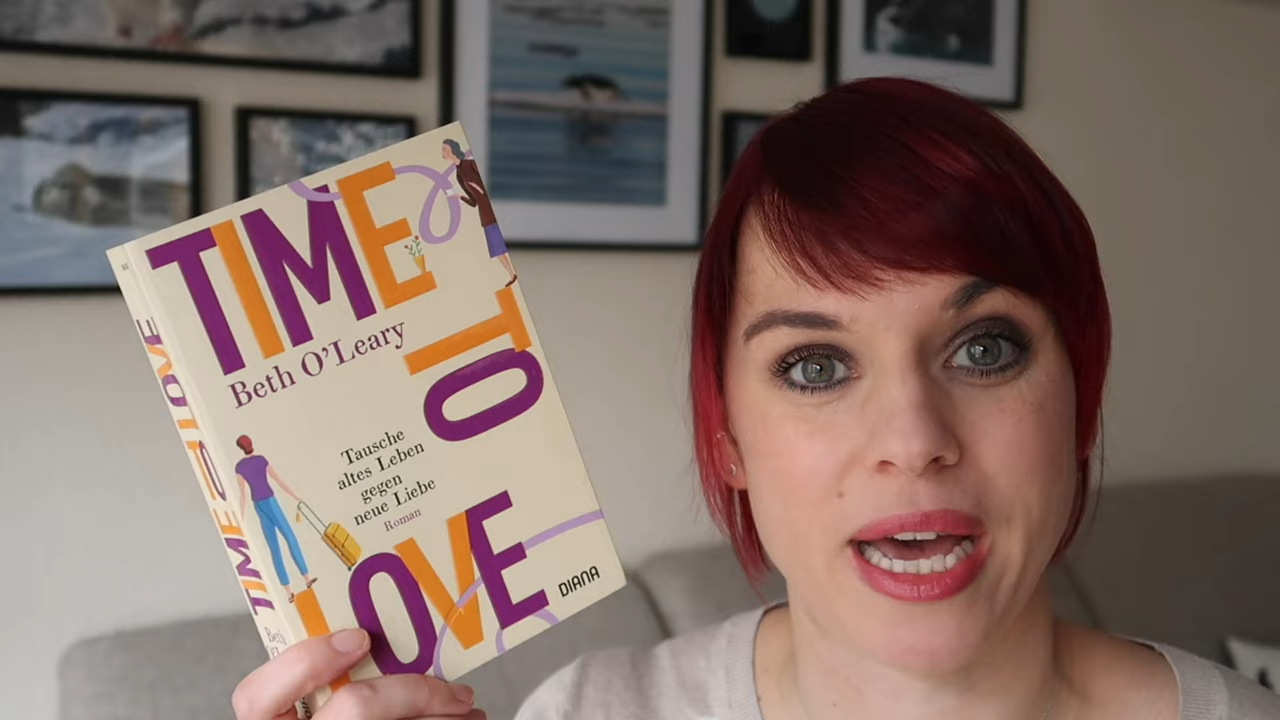 TIME
Beth O'Leary
TO
Tausche
altes Leben
gegen
neue Liebe
Roman
LOVE
DIANA
TIME TO LOVE